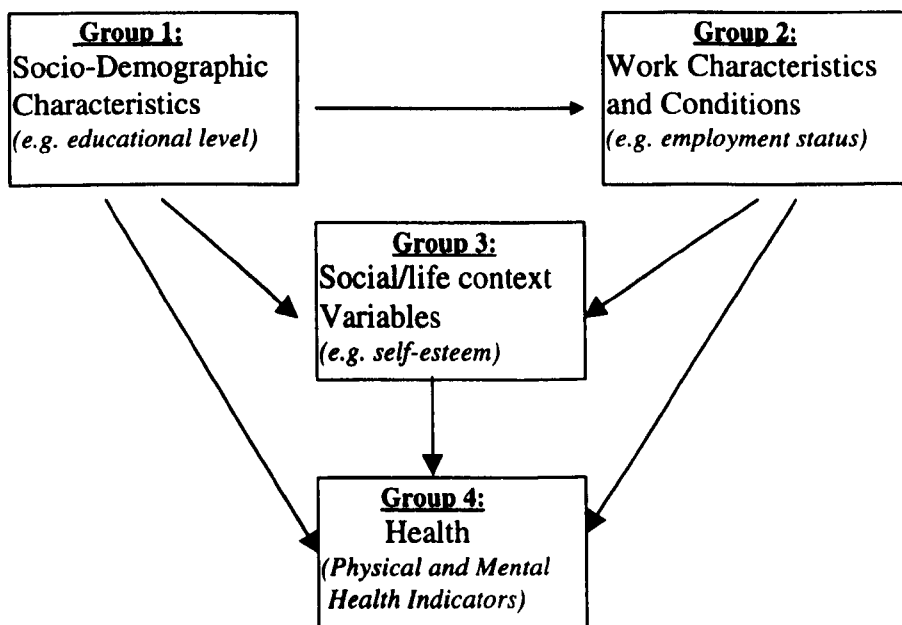 Group 1:
Socio-Demographic
Characteristics
(e.g. educational level)
Group 2:
Work Characteristics
and Conditions
(e.g. employment status)
Group 3:
Social/life context
Variables
(e.g. self-esteem)
Group 4:
Health
(Physical and Mental
Health Indicators)